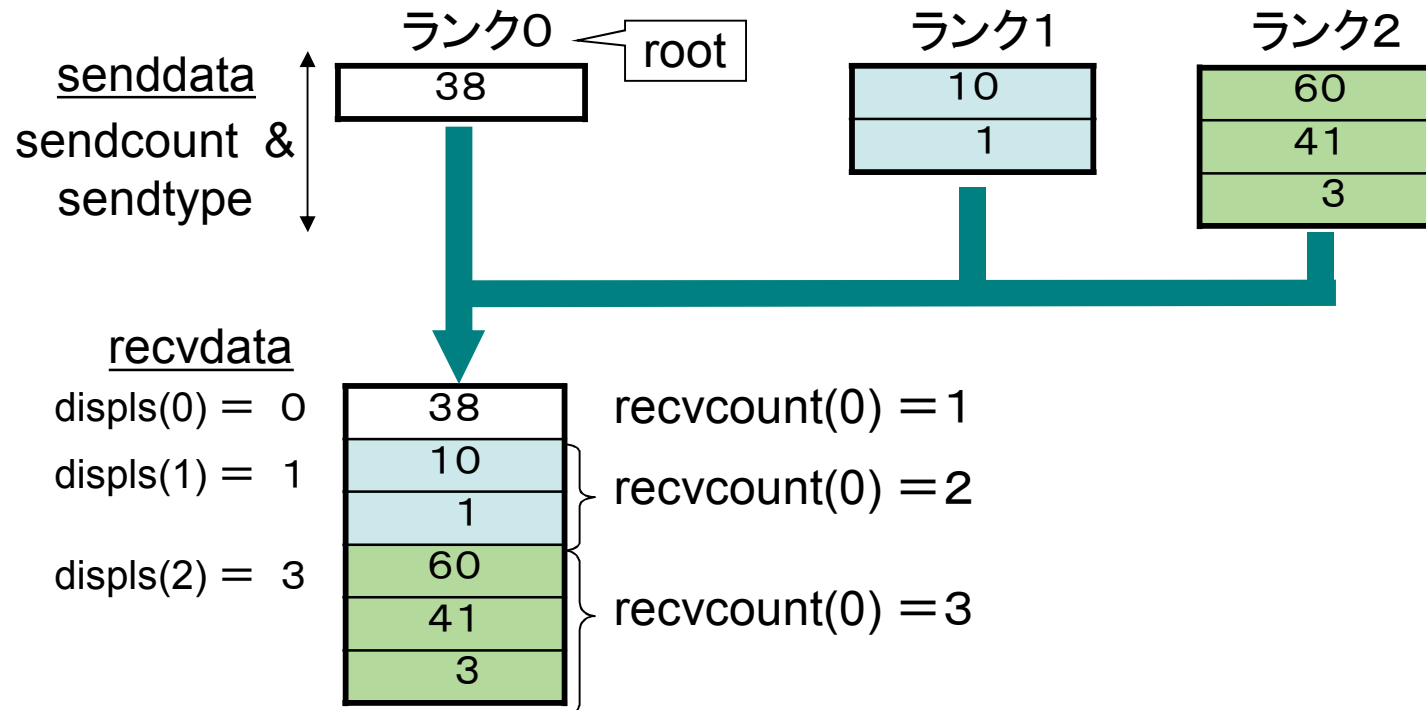 ランク0
root
ランク1
ランク2
senddata
sendcount &
sendtype
38
10
1
60
41
3
recvdata
displs(0) = 0
38
recvcount(0) =1
displs(1) = 1
10
1
recvcount(0) =2
displs(2) = 3
60
41
3
recvcount(0) =3